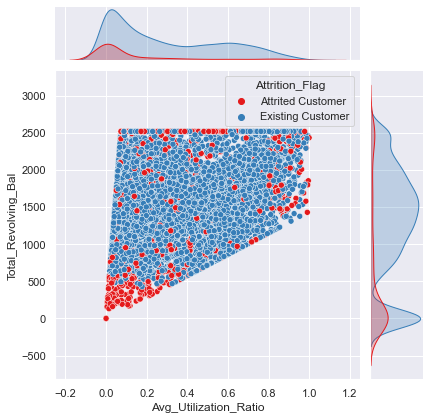 Attrition_Flag
Attrited Customer
Existing Customer
Total_Revolving_Bal
3000
2500
2000
1500
1000
500
0
−500
−0.2 0.0 0.2 0.4 0.6 0.8 1.0 1.2
Avg_Utilization_Ratio